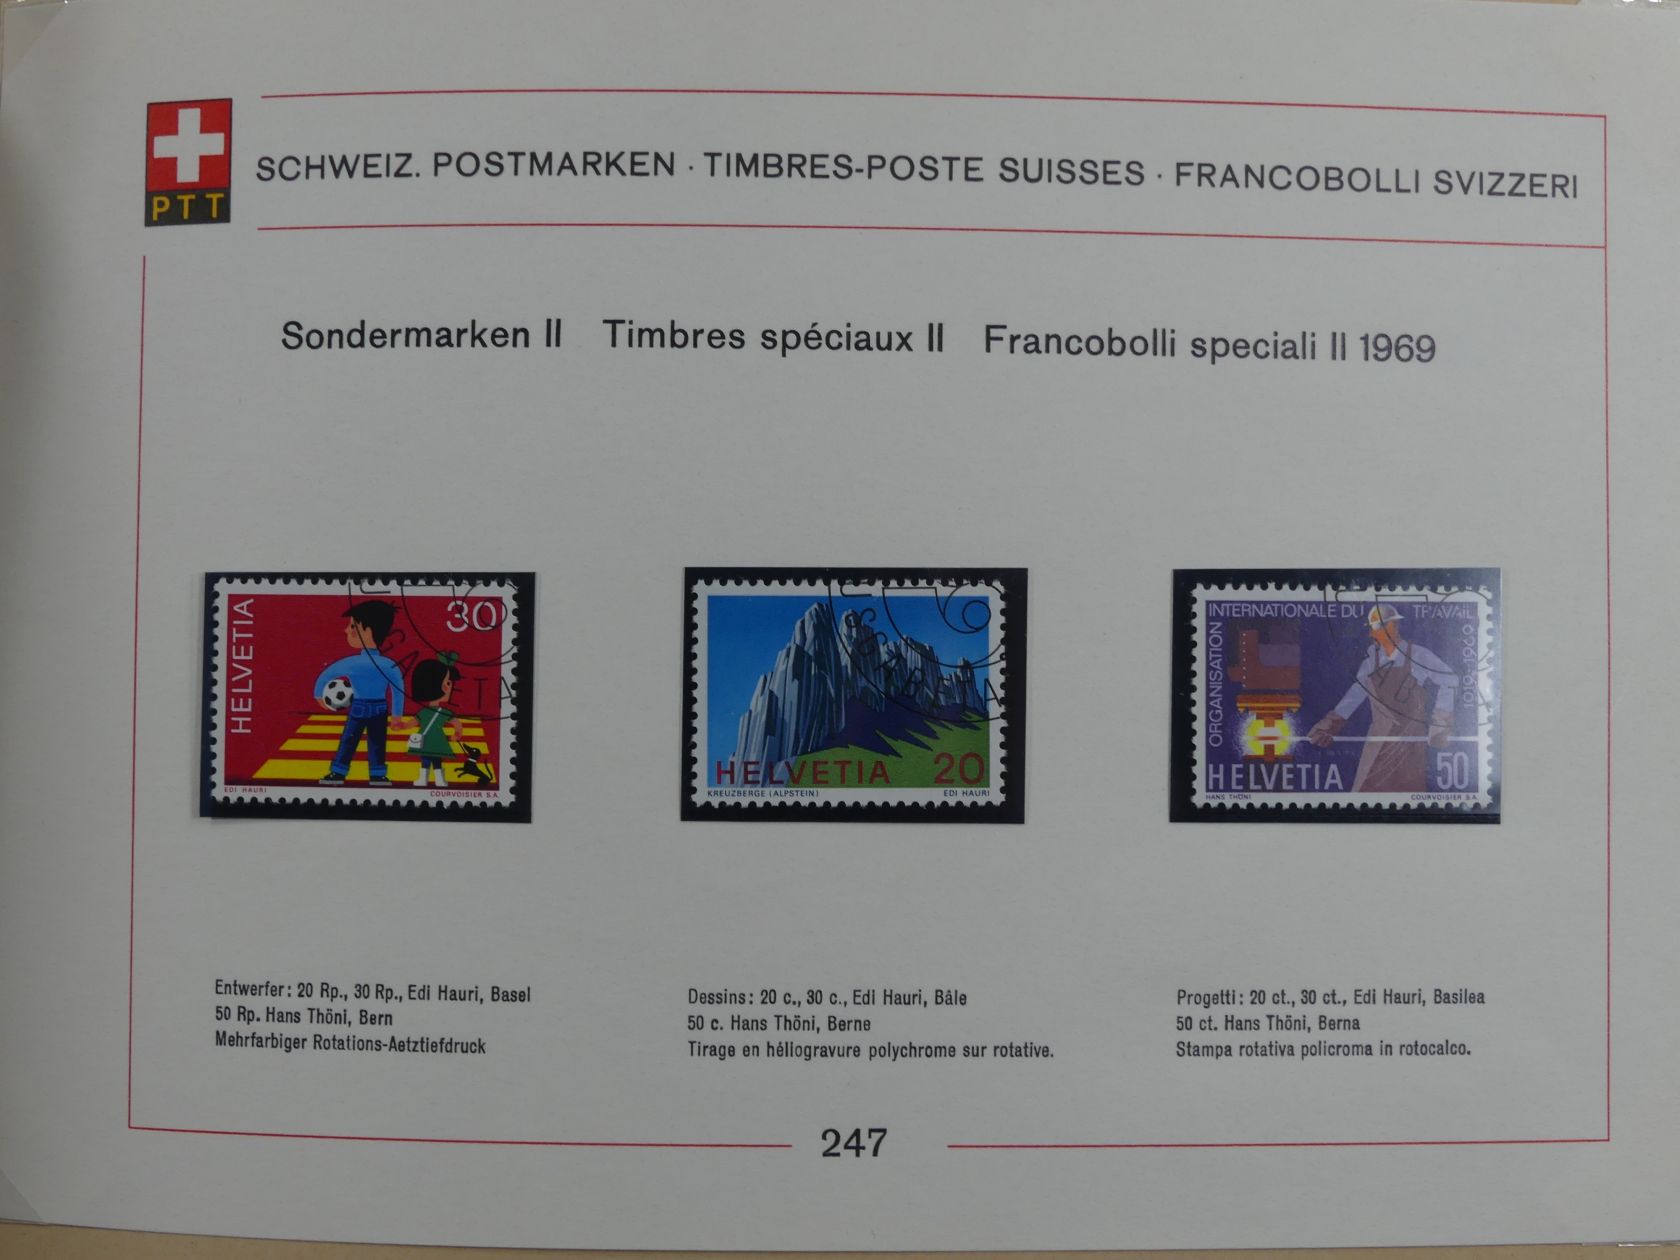 PTT
SCHWEIZ. POSTMARKEN · TIMBRES-POSTE SUISSES · FRANCOBOLLI SVIZZERI
Sondermarken II Timbres spéciaux II Francobolli speciali II 1969
HELVETIA
30
EDI HAURI
COURVOISIER S.A.
HELVETIA 20
KREUZBERGE (ALPSTEIN)
EDI HAURI
ORGANISATION
INTERNATIONALE DU TRAVAIL
1919-1969
HELVETIA 50
HANS THÖNI
COURVOISIER S.A.
Entwerfer: 20 Rp., 30 Rp., Edi Hauri, Basel
50 Rp. Hans Thöni, Bern
Mehrfarbiger Rotations-Aetztiefdruck
Dessins: 20 c., 30 c., Edi Hauri, Bâle
50 c. Hans Thöni, Berne
Tirage en héliogravure polychrome sur rotative.
Progetti: 20 ct., 30 ct., Edi Hauri, Basilea
50 ct. Hans Thöni, Berna
Stampa rotativa policroma in rotocalco.
247